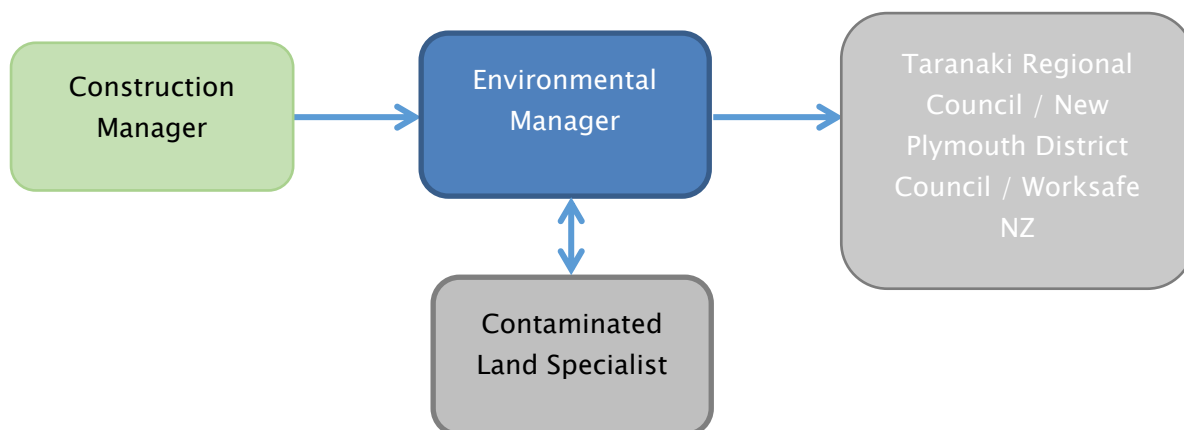 Construction
Manager
Environmental
Manager
Taranaki Regional
Council / New
Plymouth District
Council / Worksafe
NZ
Contaminated
Land Specialist